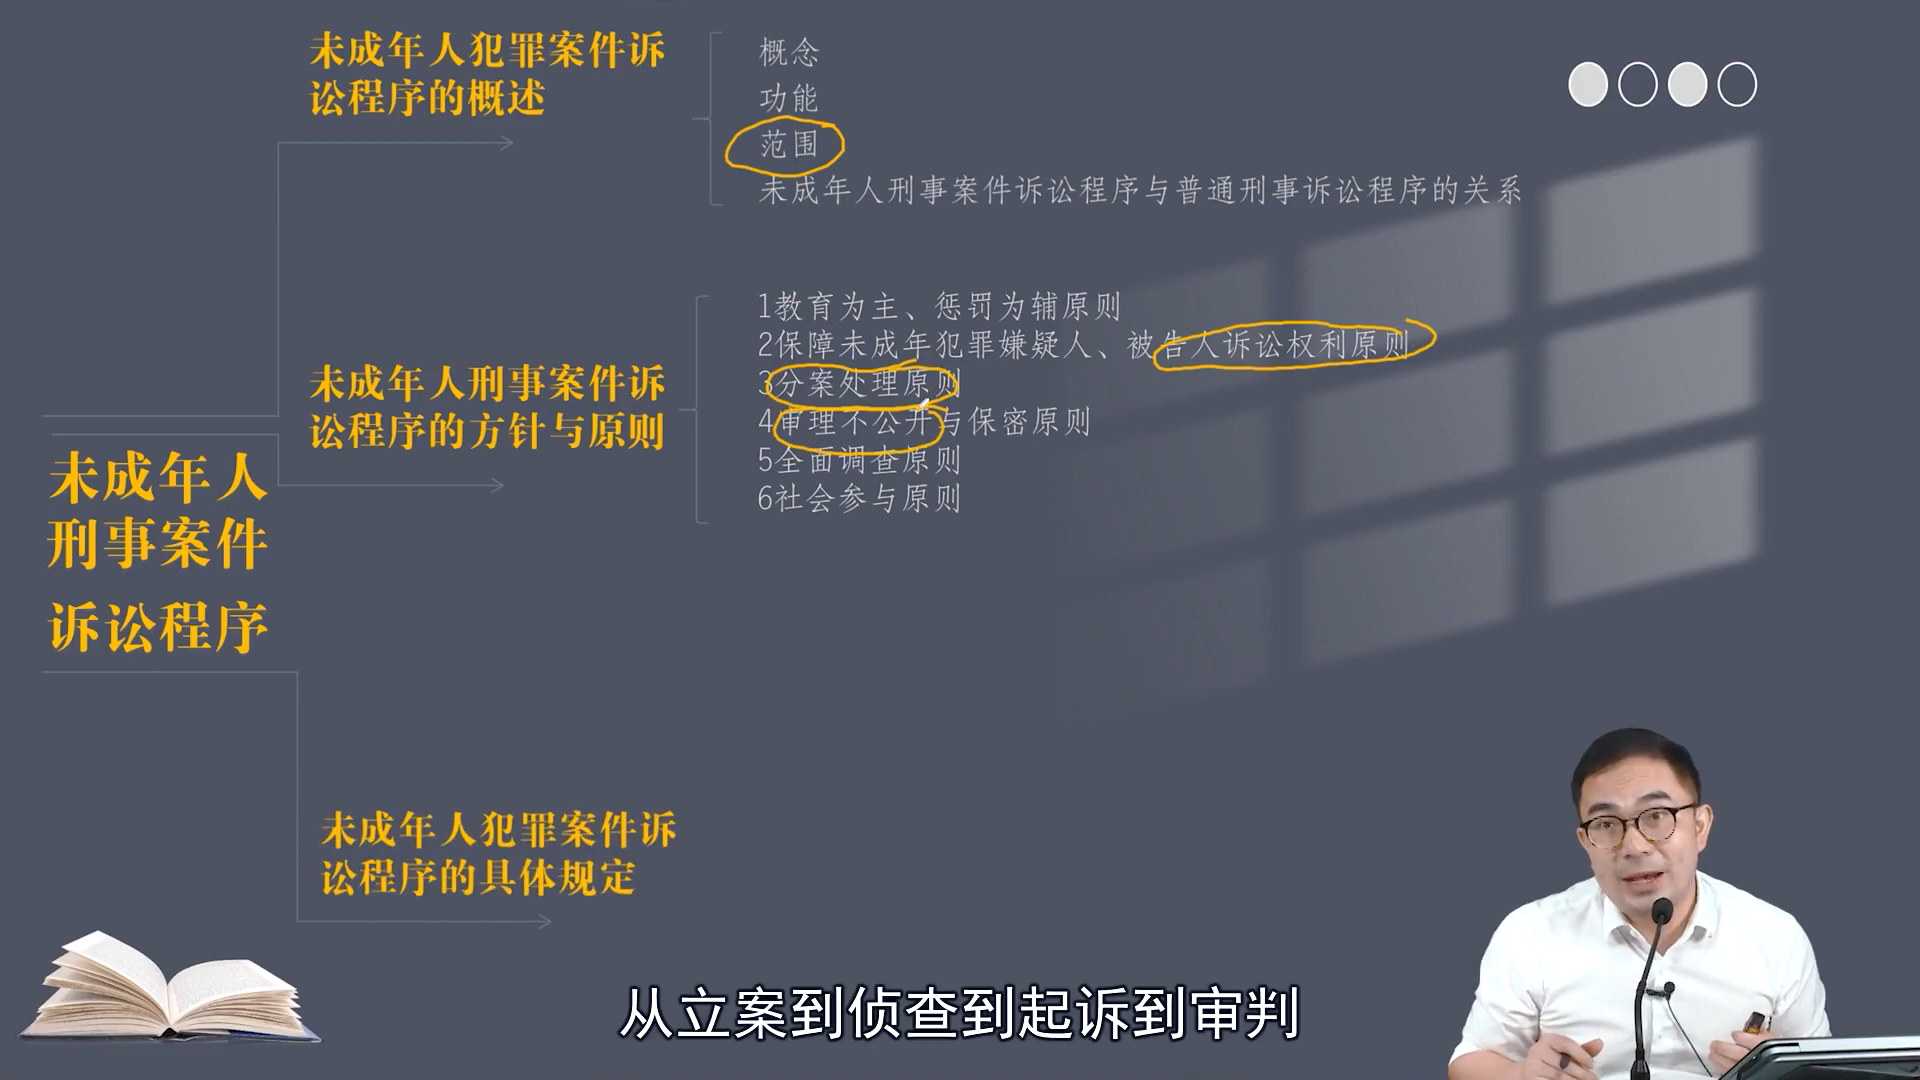 未成年人犯罪案件诉
讼程序的概述
概念
功能
范围
未成年人刑事案件诉讼程序与普通刑事诉讼程序的关系
未成年人刑事案件诉
讼程序的方针与原则
1教育为主、惩罚为辅原则
2保障未成年犯罪嫌疑人、被告人诉讼权利原则
3分案处理原则
4审理不公开与保密原则
5全面调查原则
6社会参与原则
未成年人
刑事案件
诉讼程序
未成年人犯罪案件诉
讼程序的具体规定
从立案到侦查到起诉到审判